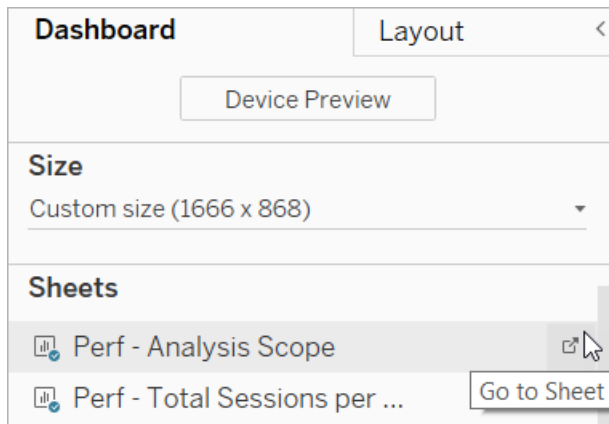 Dashboard
Layout
Device Preview
Size
Custom size (1666 x 868)
Sheets
Perf - Analysis Scope
Perf - Total Sessions per ...
Go to Sheet